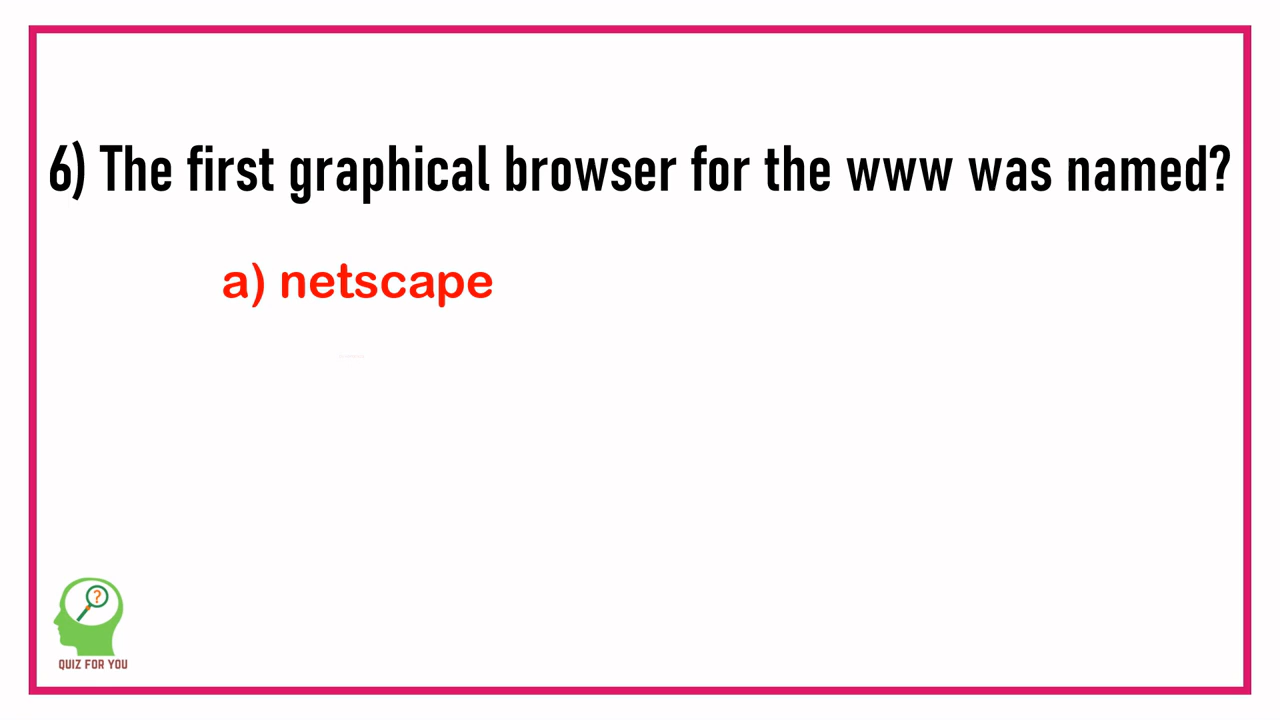 6) The first graphical browser for the www was named?
a) netscape
?
QUIZ FOR YOU